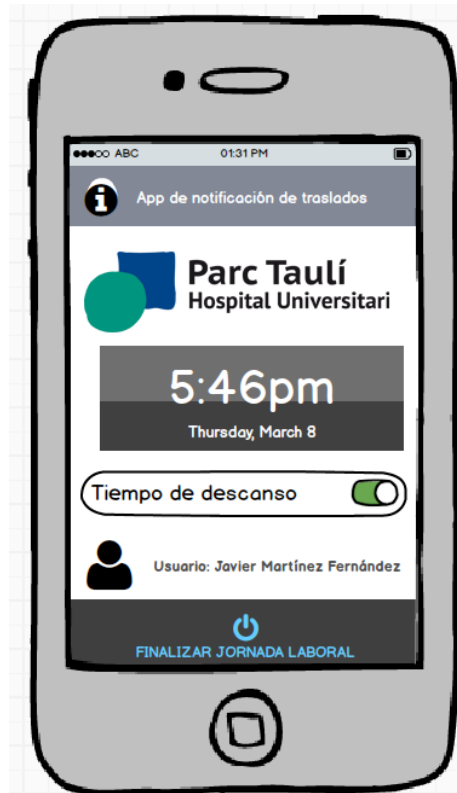 ABC 01:31 PM
i App de notificación de traslados
Parc Taulí
Hospital Universitari
5:46pm
Thursday, March 8
Tiempo de descanso
Usuario: Javier Martínez Fernández
FINALIZAR JORNADA LABORAL